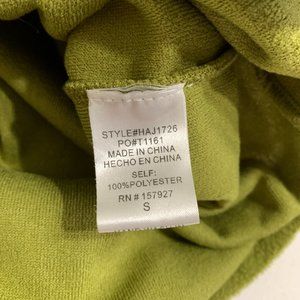 STYLE#HAJ1726
PO#T1161
MADE IN CHINA
HECHO EN CHINA
SELF:
100%POLYESTER
RN # 157927
S